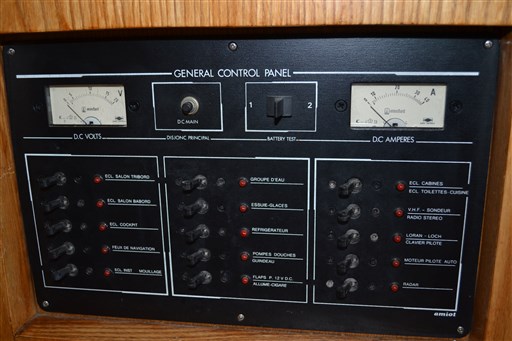 GENERAL CONTROL PANEL
V
A
1
2
D.C VOLTS
D.C MAIN
DISJONC. PRINCIPAL
BATTERY TEST
D.C AMPERES
ECL. SALON TRIBORD
ECL. SALON BABORD
ECL. COCKPIT
FEUX DE NAVIGATION
ECL. INST MOUILLAGE
GROUPE D'EAU
ESSUIE-GLACES
REFRIGERATEUR
POMPES DOUCHES
GUINDEAU
FLAPS P. 12 V D.C.
ALLUME-CIGARE
ECL. CABINES
ECL. TOILETTES-CUISINE
V.H.F. - SONDEUR
RADIO STEREO
LORAN - LOCH
CLAVIER PILOTE
MOTEUR PILOTE AUTO
RADAR
amiot